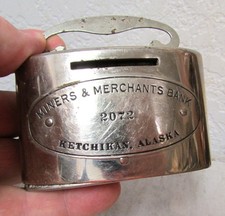 MINERS & MERCHANTS BANK
2072
KETCHIKAN, ALASKA